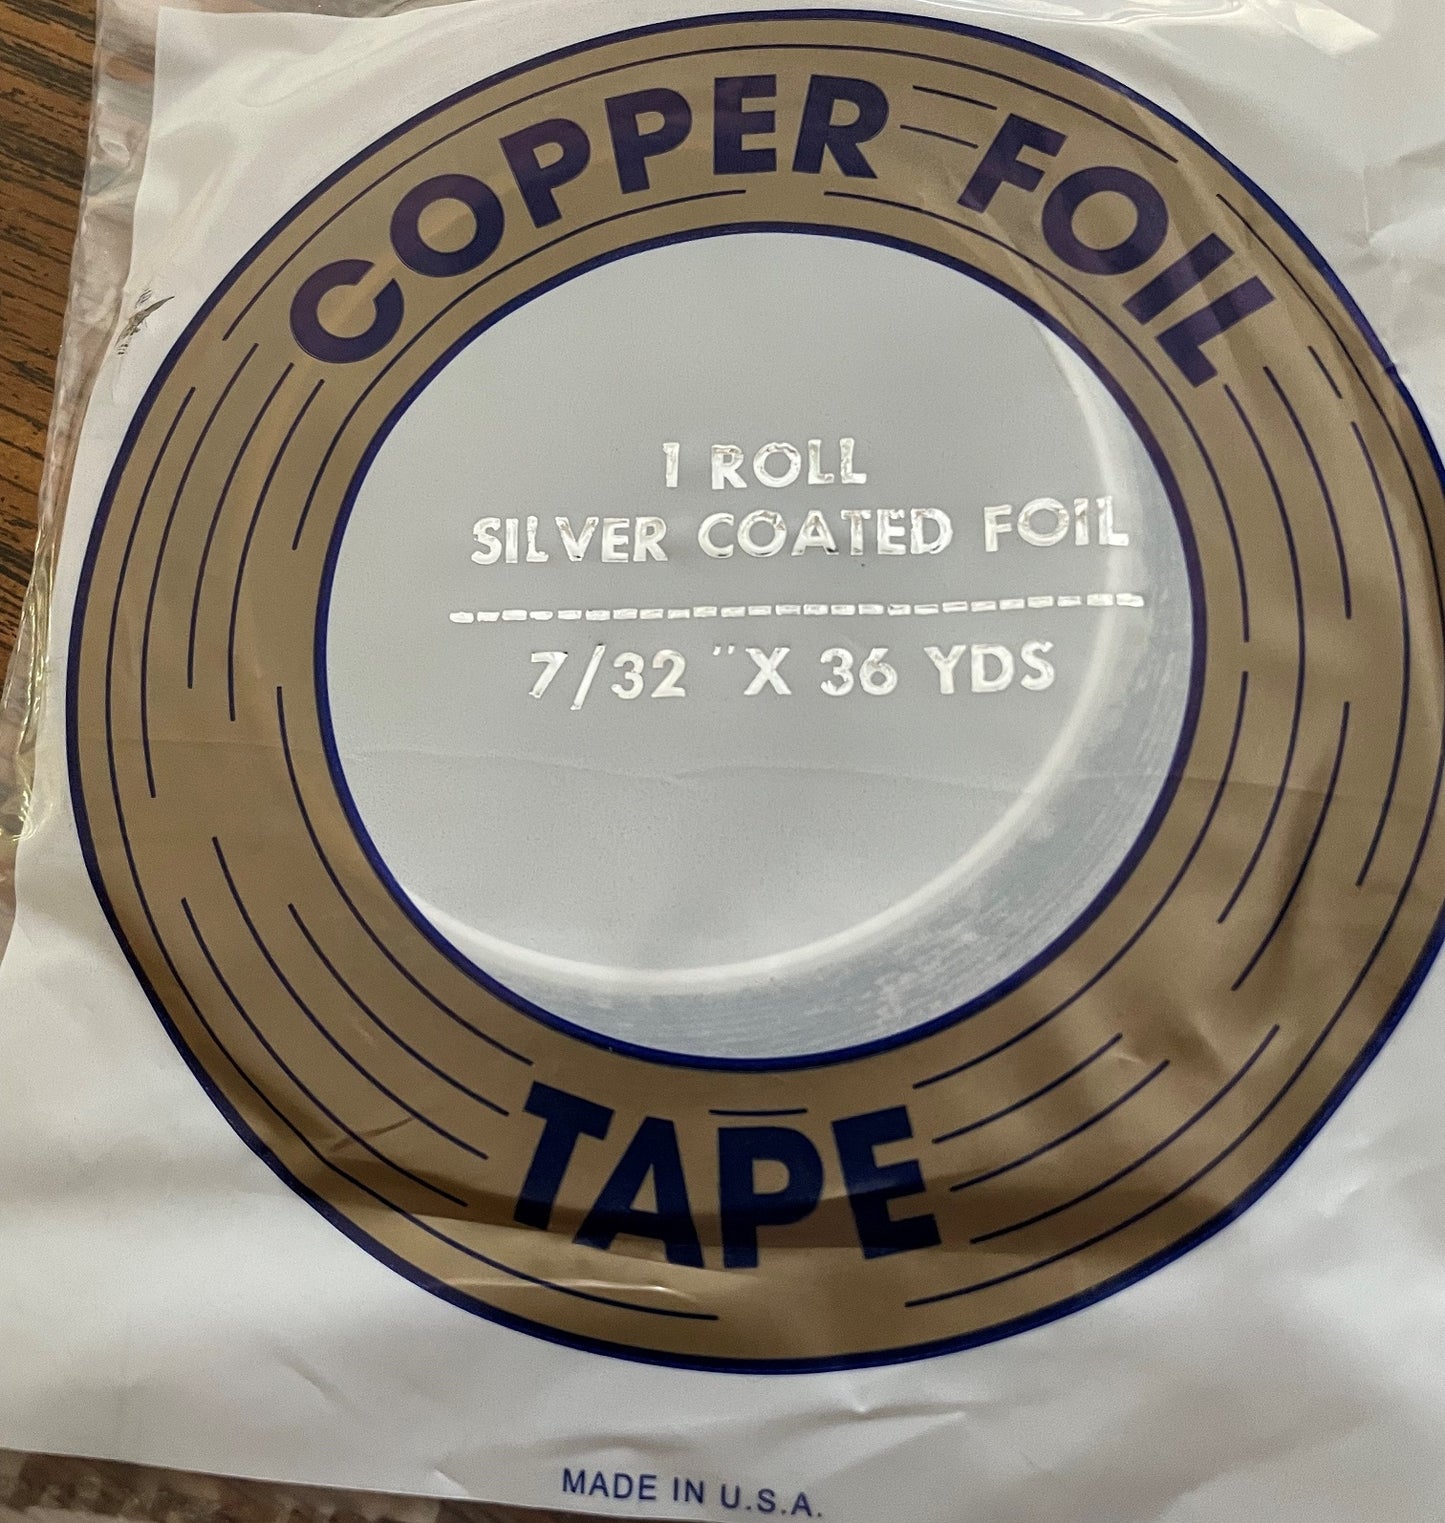 COPPER FOIL
1 ROLL
SILVER COATED FOIL
-------------------------
7/32 "X 36 YDS
TAPE
MADE IN U.S.A.